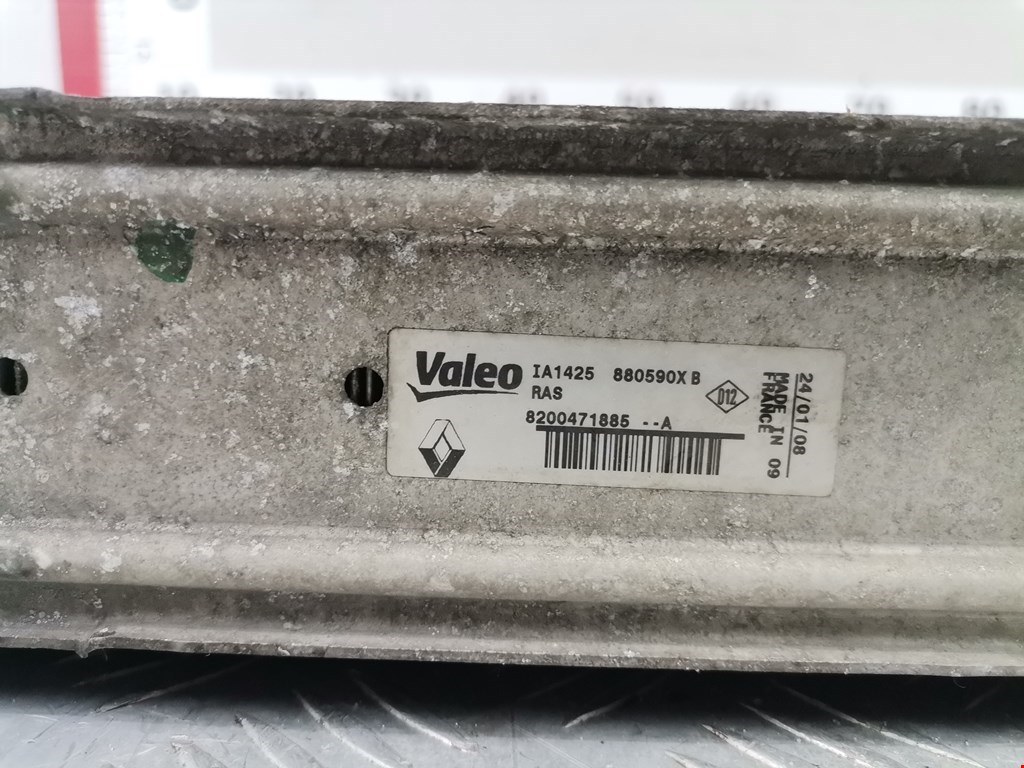 Valeo IA1425 880590X B
RAS
8200471885 --A
D12
24/01/08
MADE IN 09
FRANCE